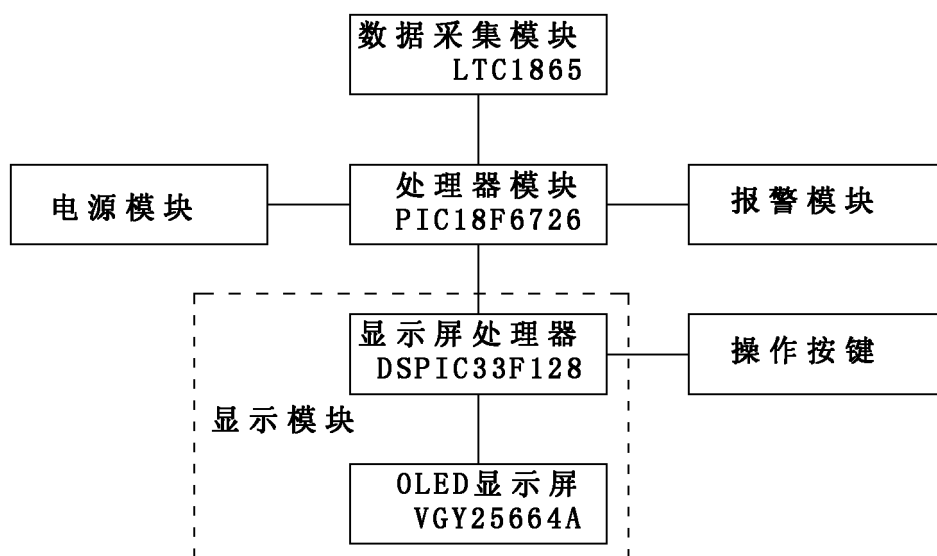 数据采集模块
LTC1865
电源模块
处理器模块
PIC18F6726
报警模块
显示屏处理器
DSPIC33F128
操作按键
显示模块
OLED显示屏
VGY25664A